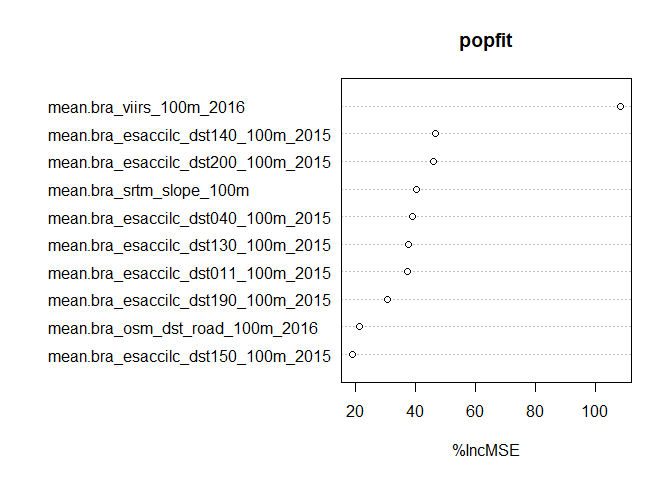 popfit
mean.bra_viirs_100m_2016
mean.bra_esaccilc_dst140_100m_2015
mean.bra_esaccilc_dst200_100m_2015
mean.bra_srtm_slope_100m
mean.bra_esaccilc_dst040_100m_2015
mean.bra_esaccilc_dst130_100m_2015
mean.bra_esaccilc_dst011_100m_2015
mean.bra_esaccilc_dst190_100m_2015
mean.bra_osm_dst_road_100m_2016
mean.bra_esaccilc_dst150_100m_2015
20 40 60 80 100
%IncMSE